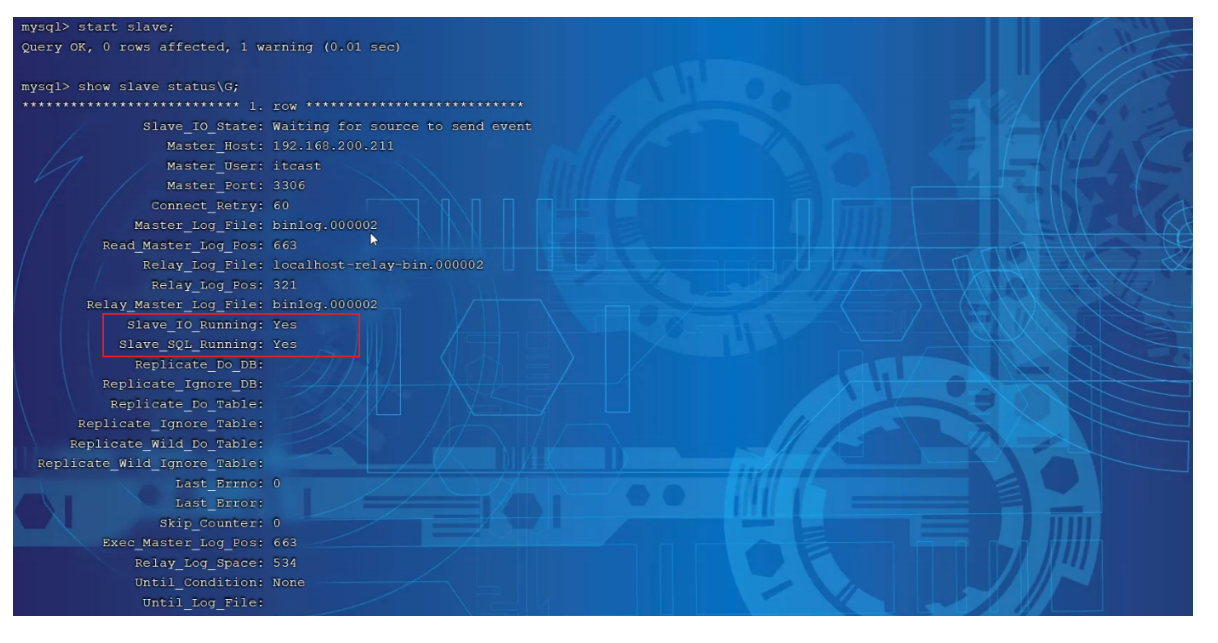 mysql> start slave;
Query OK, 0 rows affected, 1 warning (0.01 sec)
mysql> show slave status\G;
*************************** 1. row ***************************
Slave_IO_State: Waiting for source to send event
Master_Host: 192.168.200.211
Master_User: itcast
Master_Port: 3306
Connect_Retry: 60
Master_Log_File: binlog.000002
Read_Master_Log_Pos: 663
Relay_Log_File: localhost-relay-bin.000002
Relay_Log_Pos: 321
Relay_Master_Log_File: binlog.000002
Slave_IO_Running: Yes
Slave_SQL_Running: Yes
Replicate_Do_DB:
Replicate_Ignore_DB:
Replicate_Do_Table:
Replicate_Ignore_Table:
Replicate_Wild_Do_Table:
Replicate_Wild_Ignore_Table:
Last_Errno: 0
Last_Error:
Skip_Counter: 0
Exec_Master_Log_Pos: 663
Relay_Log_Space: 534
Until_Condition: None
Until_Log_File: